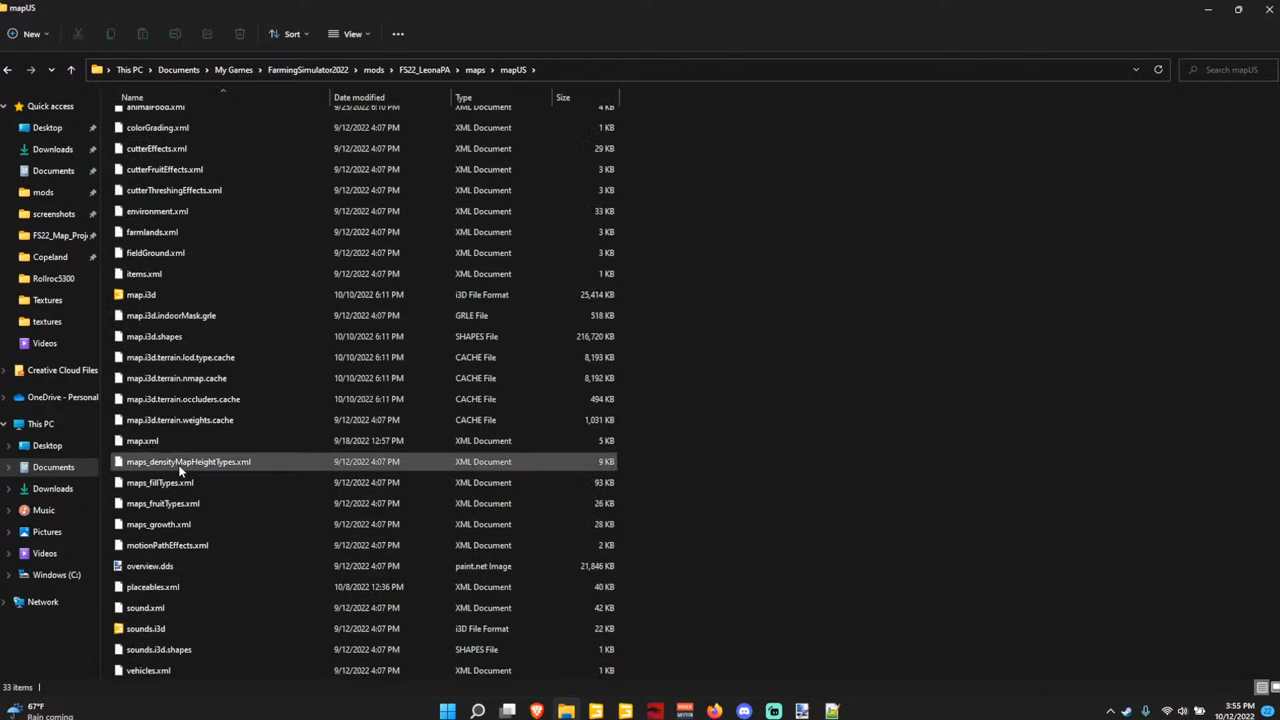 mapUS
New
Sort
View
This PC > Documents > My Games > FarmingSimulator2022 > mods > FS22_LeonaPA > maps > mapUS >
Search mapUS
Name Date modified Type Size
Quick access
Desktop
Downloads
Documents
mods
screenshots
FS22_Map_Proj
Copeland
Rollroc5300
Textures
textures
Videos
Creative Cloud Files
OneDrive - Personal
This PC
Desktop
Documents
Downloads
Music
Pictures
Videos
Windows (C:)
Network
animalFood.xml 9/25/2022 6:10 PM XML Document 4 KB
colorGrading.xml 9/12/2022 4:07 PM XML Document 1 KB
cutterEffects.xml 9/12/2022 4:07 PM XML Document 29 KB
cutterFruitEffects.xml 9/12/2022 4:07 PM XML Document 3 KB
cutterThreshingEffects.xml 9/12/2022 4:07 PM XML Document 3 KB
environment.xml 9/12/2022 4:07 PM XML Document 33 KB
farmlands.xml 9/12/2022 4:07 PM XML Document 3 KB
fieldGround.xml 9/12/2022 4:07 PM XML Document 3 KB
items.xml 9/12/2022 4:07 PM XML Document 1 KB
map.i3d 10/10/2022 6:11 PM i3D File Format 25,414 KB
map.i3d.indoorMask.grle 9/12/2022 4:07 PM GRLE File 518 KB
map.i3d.shapes 10/10/2022 6:11 PM SHAPES File 216,720 KB
map.i3d.terrain.lod.type.cache 10/10/2022 6:11 PM CACHE File 8,193 KB
map.i3d.terrain.nmap.cache 10/10/2022 6:11 PM CACHE File 8,192 KB
map.i3d.terrain.occluders.cache 10/10/2022 6:11 PM CACHE File 494 KB
map.i3d.terrain.weights.cache 9/12/2022 4:07 PM CACHE File 1,031 KB
map.xml 9/18/2022 12:57 PM XML Document 5 KB
maps_densityMapHeightTypes.xml 9/12/2022 4:07 PM XML Document 9 KB
maps_fillTypes.xml 9/12/2022 4:07 PM XML Document 93 KB
maps_fruitTypes.xml 9/12/2022 4:07 PM XML Document 26 KB
maps_growth.xml 9/12/2022 4:07 PM XML Document 28 KB
motionPathEffects.xml 9/12/2022 4:07 PM XML Document 2 KB
overview.dds 9/12/2022 4:07 PM paint.net Image 21,846 KB
placeables.xml 10/8/2022 12:36 PM XML Document 40 KB
sound.xml 9/12/2022 4:07 PM XML Document 42 KB
sounds.i3d 9/12/2022 4:07 PM i3D File Format 22 KB
sounds.i3d.shapes 9/12/2022 4:07 PM SHAPES File 1 KB
vehicles.xml 9/12/2022 4:07 PM XML Document 1 KB
33 items
67°F
Rain coming
3:55 PM
10/12/2022